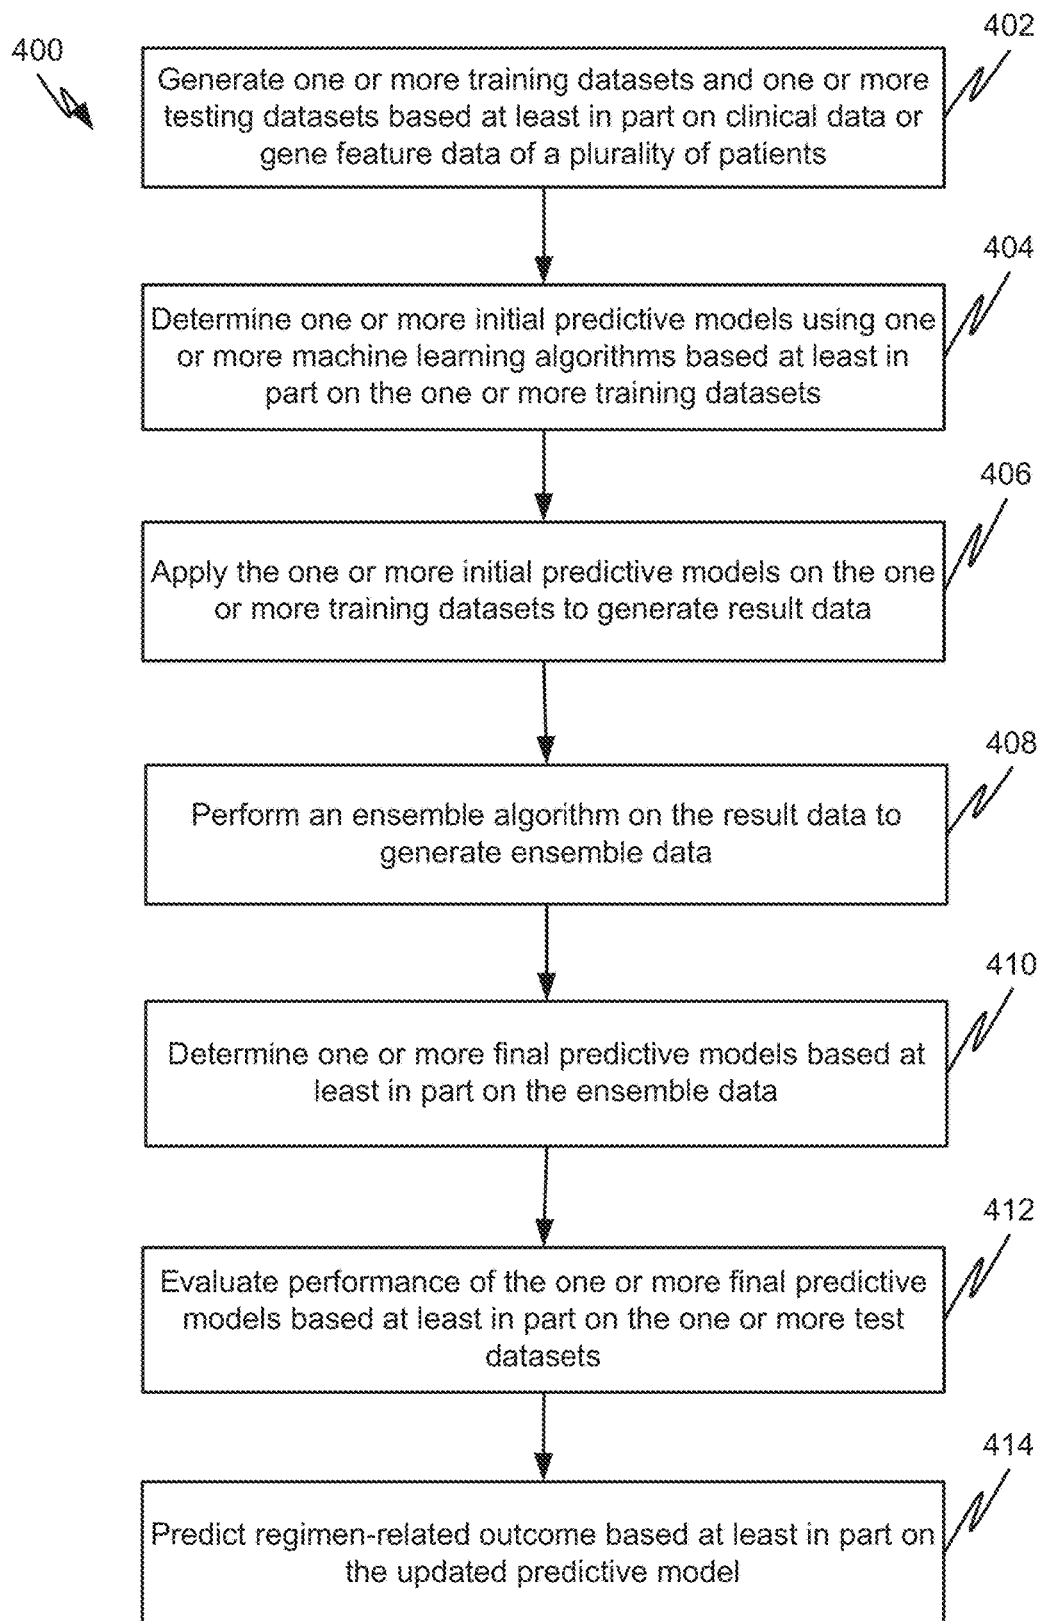 402
400
Generate one or more training datasets and one or more
testing datasets based at least in part on clinical data or
gene feature data of a plurality of patients
404
Determine one or more initial predictive models using one
or more machine learning algorithms based at least in
part on the one or more training datasets
406
Apply the one or more initial predictive models on the one
or more training datasets to generate result data
408
Perform an ensemble algorithm on the result data to
generate ensemble data
410
Determine one or more final predictive models based at
least in part on the ensemble data
412
Evaluate performance of the one or more final predictive
models based at least in part on the one or more test
datasets
414
Predict regimen-related outcome based at least in part on
the updated predictive model